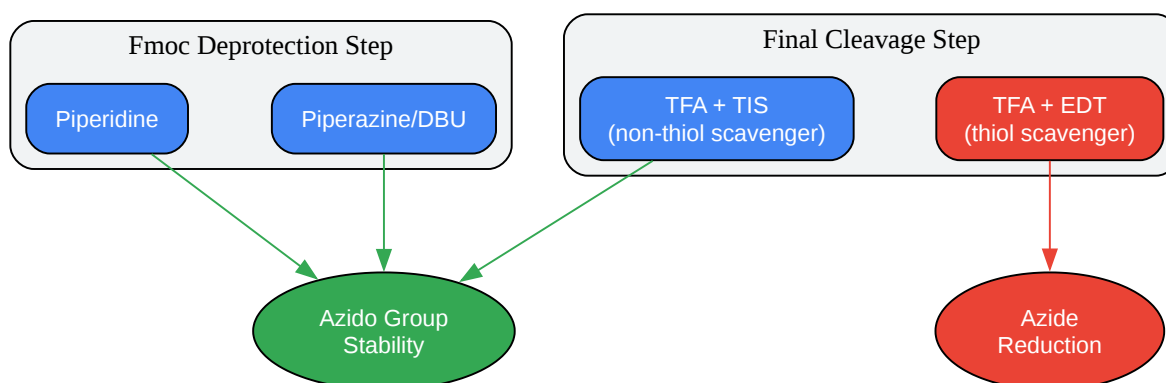 Fmoc Deprotection Step
Final Cleavage Step
Piperidine
Piperazine/DBU
TFA + TIS
(non-thiol scavenger)
TFA + EDT
(thiol scavenger)
Azido Group
Stability
Azide
Reduction